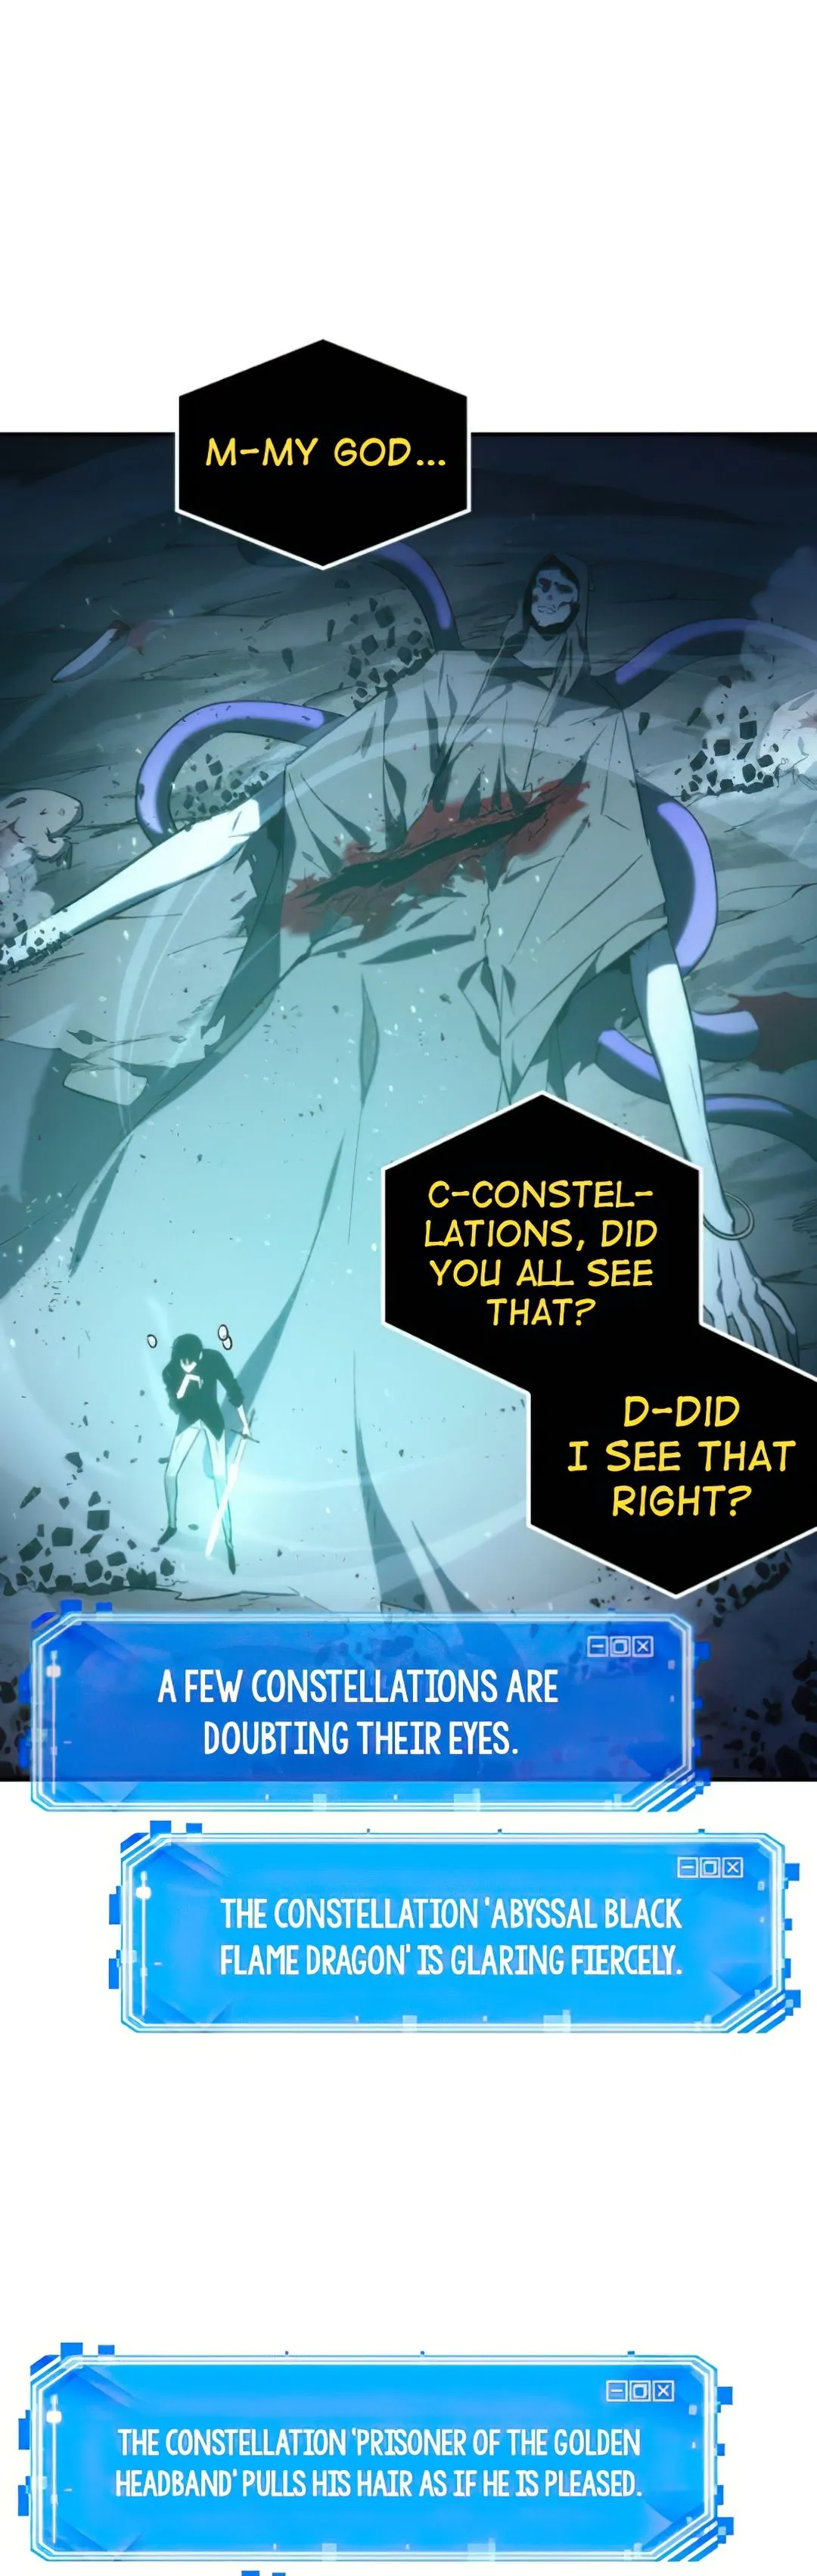 M-MY GOD...
C-CONSTEL-
LATIONS, DID
YOU ALL SEE
THAT?
D-DID
I SEE THAT
RIGHT?
A FEW CONSTELLATIONS ARE
DOUBTING THEIR EYES.
THE CONSTELLATION 'ABYSSAL BLACK
FLAME DRAGON' IS GLARING FIERCELY.
THE CONSTELLATION 'PRISONER OF THE GOLDEN
HEADBAND' PULLS HIS HAIR AS IF HE IS PLEASED.